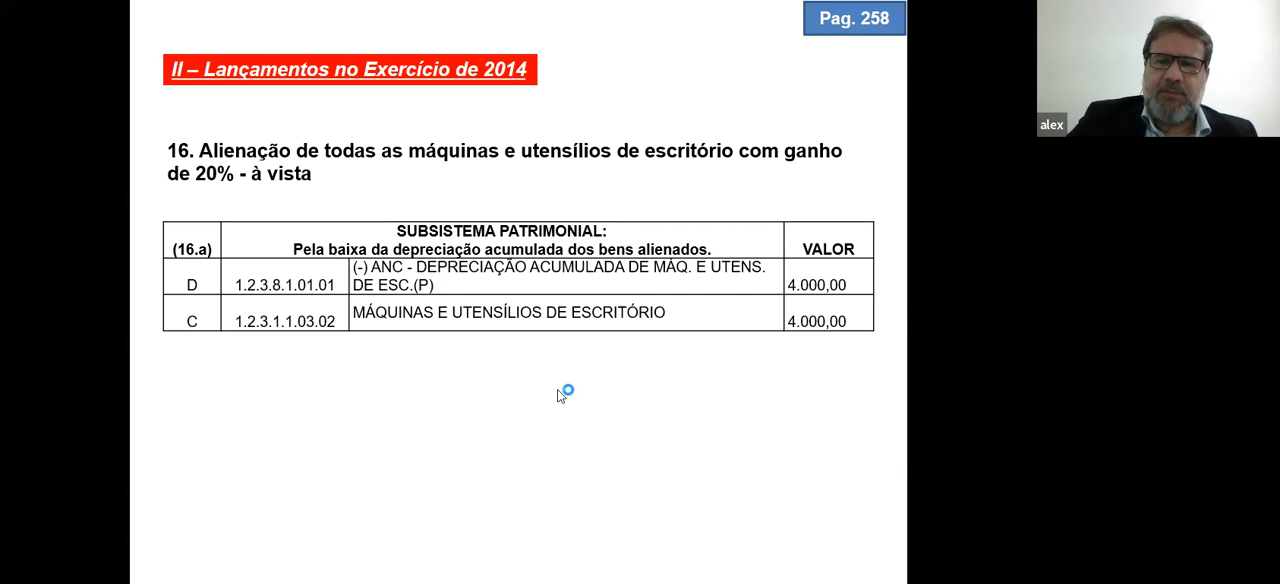 Pag. 258
II – Lançamentos no Exercício de 2014
alex
16. Alienação de todas as máquinas e utensílios de escritório com ganho
de 20% - à vista
SUBSISTEMA PATRIMONIAL:
(16.a) Pela baixa da depreciação acumulada dos bens alienados. VALOR
(-) ANC - DEPRECIAÇÃO ACUMULADA DE MÁQ. E UTENS.
D 1.2.3.8.1.01.01 DE ESC.(P) 4.000,00
MÁQUINAS E UTENSÍLIOS DE ESCRITÓRIO
C 1.2.3.1.1.03.02 4.000,00